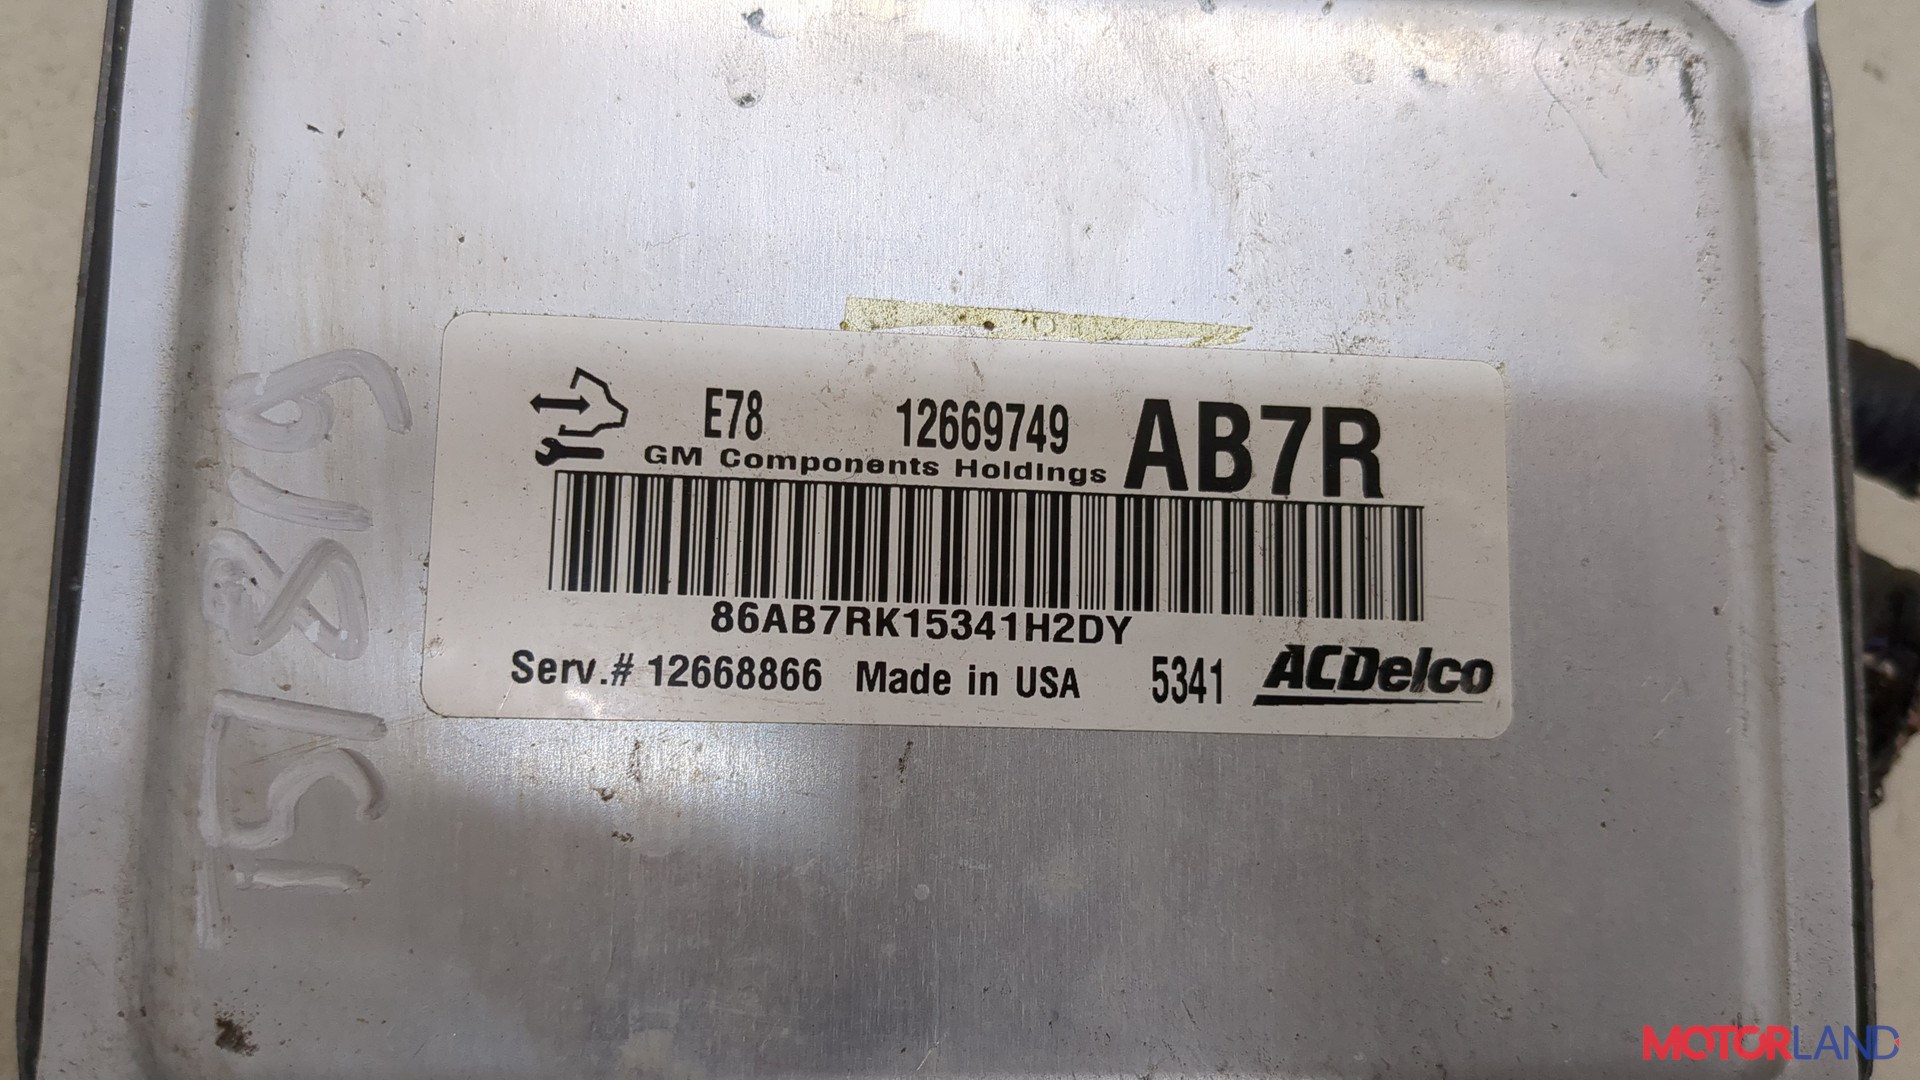 E78 12669749 AB7R
GM Components Holdings
86AB7RK15341H2DY
Serv.# 12668866 Made in USA 5341 ACDelco
MOTORLAND